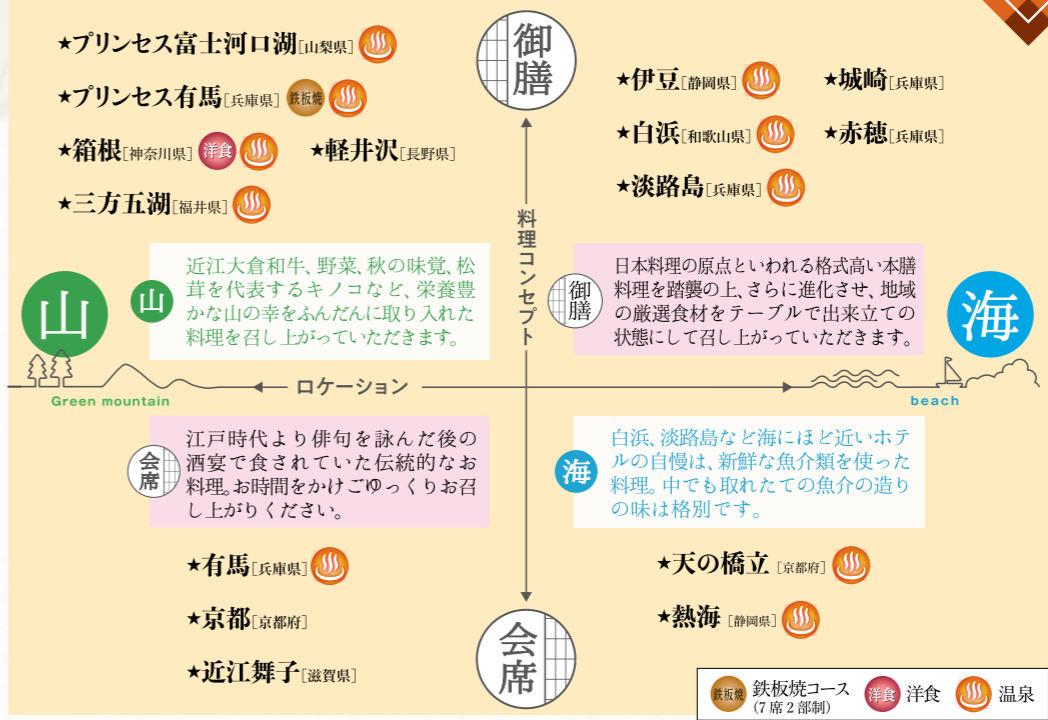 御膳
★プリンセス富士河口湖[山梨県]
★プリンセス有馬[兵庫県] 鉄板焼
★箱根[神奈川県] 洋食 ★軽井沢[長野県]
★三方五湖[福井県]
★伊豆[静岡県] ★城崎[兵庫県]
★白浜[和歌山県] ★赤穂[兵庫県]
★淡路島[兵庫県]
料理コンセプト
山
山
近江大倉和牛、野菜、秋の味覚、松
茸を代表するキノコなど、栄養豊
かな山の幸をふんだんに取り入れた
料理を召し上がっていただきます。
御膳
日本料理の原点といわれる格式高い本膳
料理を踏襲の上、さらに進化させ、地域
の厳選食材をテーブルで出来立ての
状態にして召し上がっていただきます。
海
Green mountain
ロケーション
beach
会席
江戸時代より俳句を詠んだ後の
酒宴で食されていた伝統的なお
料理。お時間をかけごゆっくりお召
し上がりください。
海
白浜、淡路島など海にほど近いホテ
ルの自慢は、新鮮な魚介類を使った
料理。中でも取れたての魚介の造り
の味は格別です。
★有馬[兵庫県]
★京都[京都府]
★近江舞子[滋賀県]
★天の橋立[京都府]
★熱海[静岡県]
会席
鉄板焼 鉄板焼コース
(7席2部制)
洋食 洋食
温泉